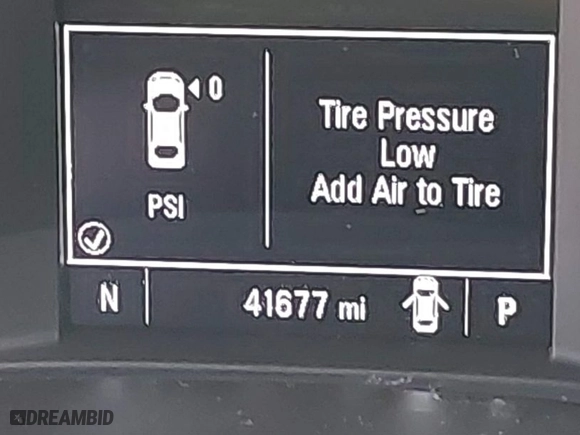 0
PSI
Tire Pressure
Low
Add Air to Tire
N
41677 mi
P
DREAMBID